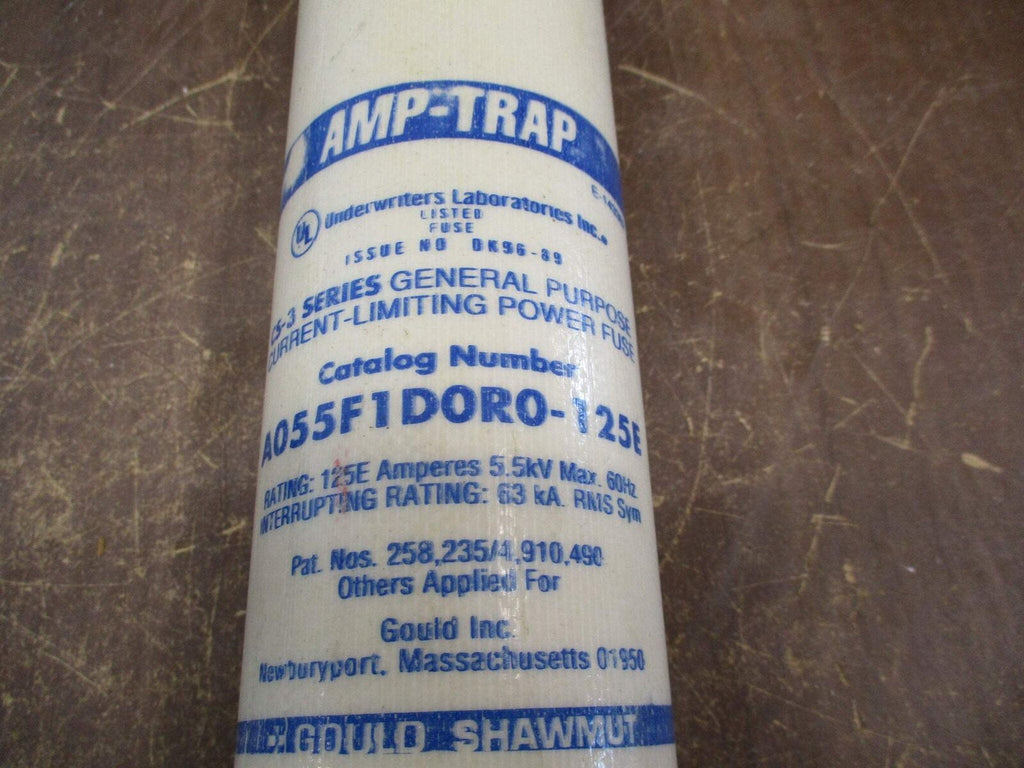 AMP-TRAP
UL Underwriters Laboratories Inc.
LISTED
FUSE
ISSUE NO DK96-89
CS-3 SERIES GENERAL PURPOSE
CURRENT-LIMITING POWER FUSE
Catalog Number
A055F1DORO-125E
RATING: 125E Amperes 5.5kV Max. 60Hz
INTERRUPTING RATING: 63 kA. RMS Sym
Pat. Nos. 258,235/4,910,490
Others Applied For
Gould Inc.
Newburyport, Massachusetts 01950
GOULD SHAWMUT